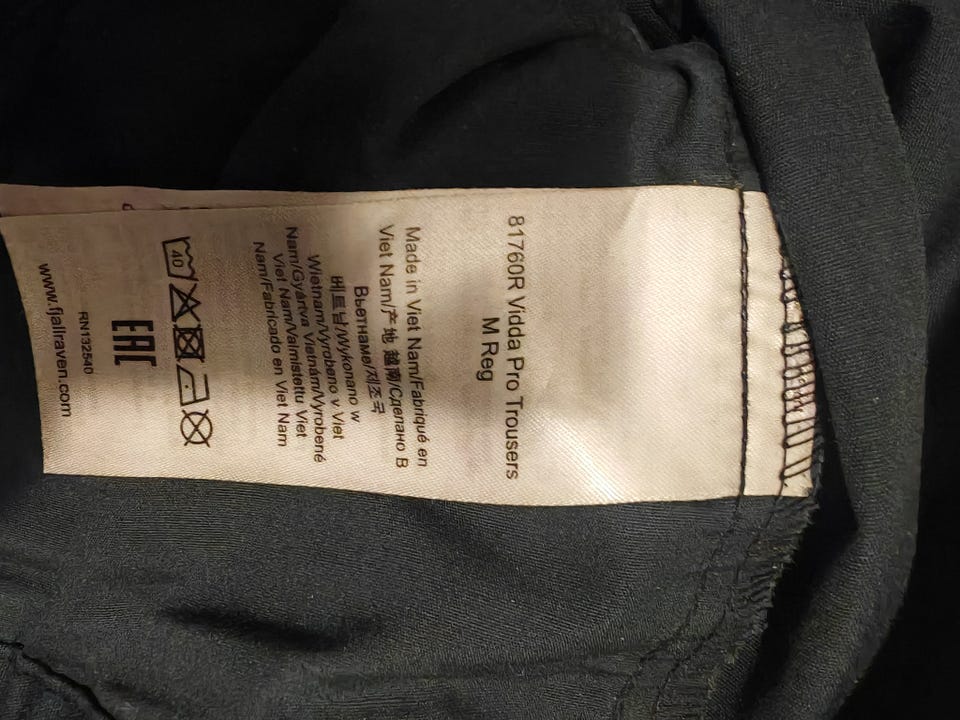 81760R Vidda Pro Trousers
M Reg
Made in Viet Nam/Fabriqué en
Viet Nam/产地 越南/Сделано В
Вьетнаме/제조국
베트남/Wykonano w
Wietnam/Vyrobeno v Viet
Nam/Gyártva Vietnám/Vyrobené
Viet Nam/Valmistettu Viet
Nam/Fabricado en Viet Nam
40
EAC
RN132540
www.fjallraven.com